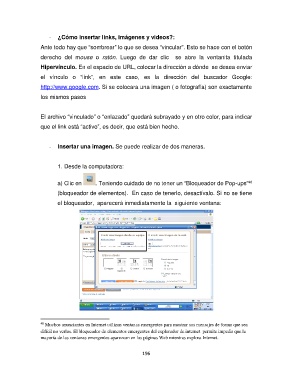 - ¿Cómo insertar links, imágenes y videos?:
Ante todo hay que "sombrear" lo que se desea "vincular". Esto se hace con el botón
derecho del mouse o ratón. Luego de dar clic se abre la ventanita titulada
Hipervínculo. En el espacio de URL, colocar la dirección a dónde se desea enviar
el vínculo o "link", en este caso, es la dirección del buscador Google:
http://www.google.com. Si se colocara una imagen ( o fotografía) son exactamente
los mismos pasos
El archivo "vinculado" o "enlazado" quedará subrayado y en otro color, para indicar
que el link está "activo", es decir, que está bien hecho.
- Insertar una imagen. Se puede realizar de dos maneras.
1. Desde la computadora:
a) Clic en . Teniendo cuidado de no tener un "Bloqueador de Pop-ups"
(bloqueador de elementos). En caso de tenerlo, desactívalo. Si no se tiene
el bloqueador, aparecerá inmediatamente la siguiente ventana:
Muchos anunciantes en Internet utilizan ventanas emergentes para mostrar sus mensajes de forma que sea
difícil no verlos. El bloqueador de elementos emergentes del explorador de internet permite impedir que la
mayoría de las ventanas emergentes aparezcan en las páginas Web mientras explora Internet.
196